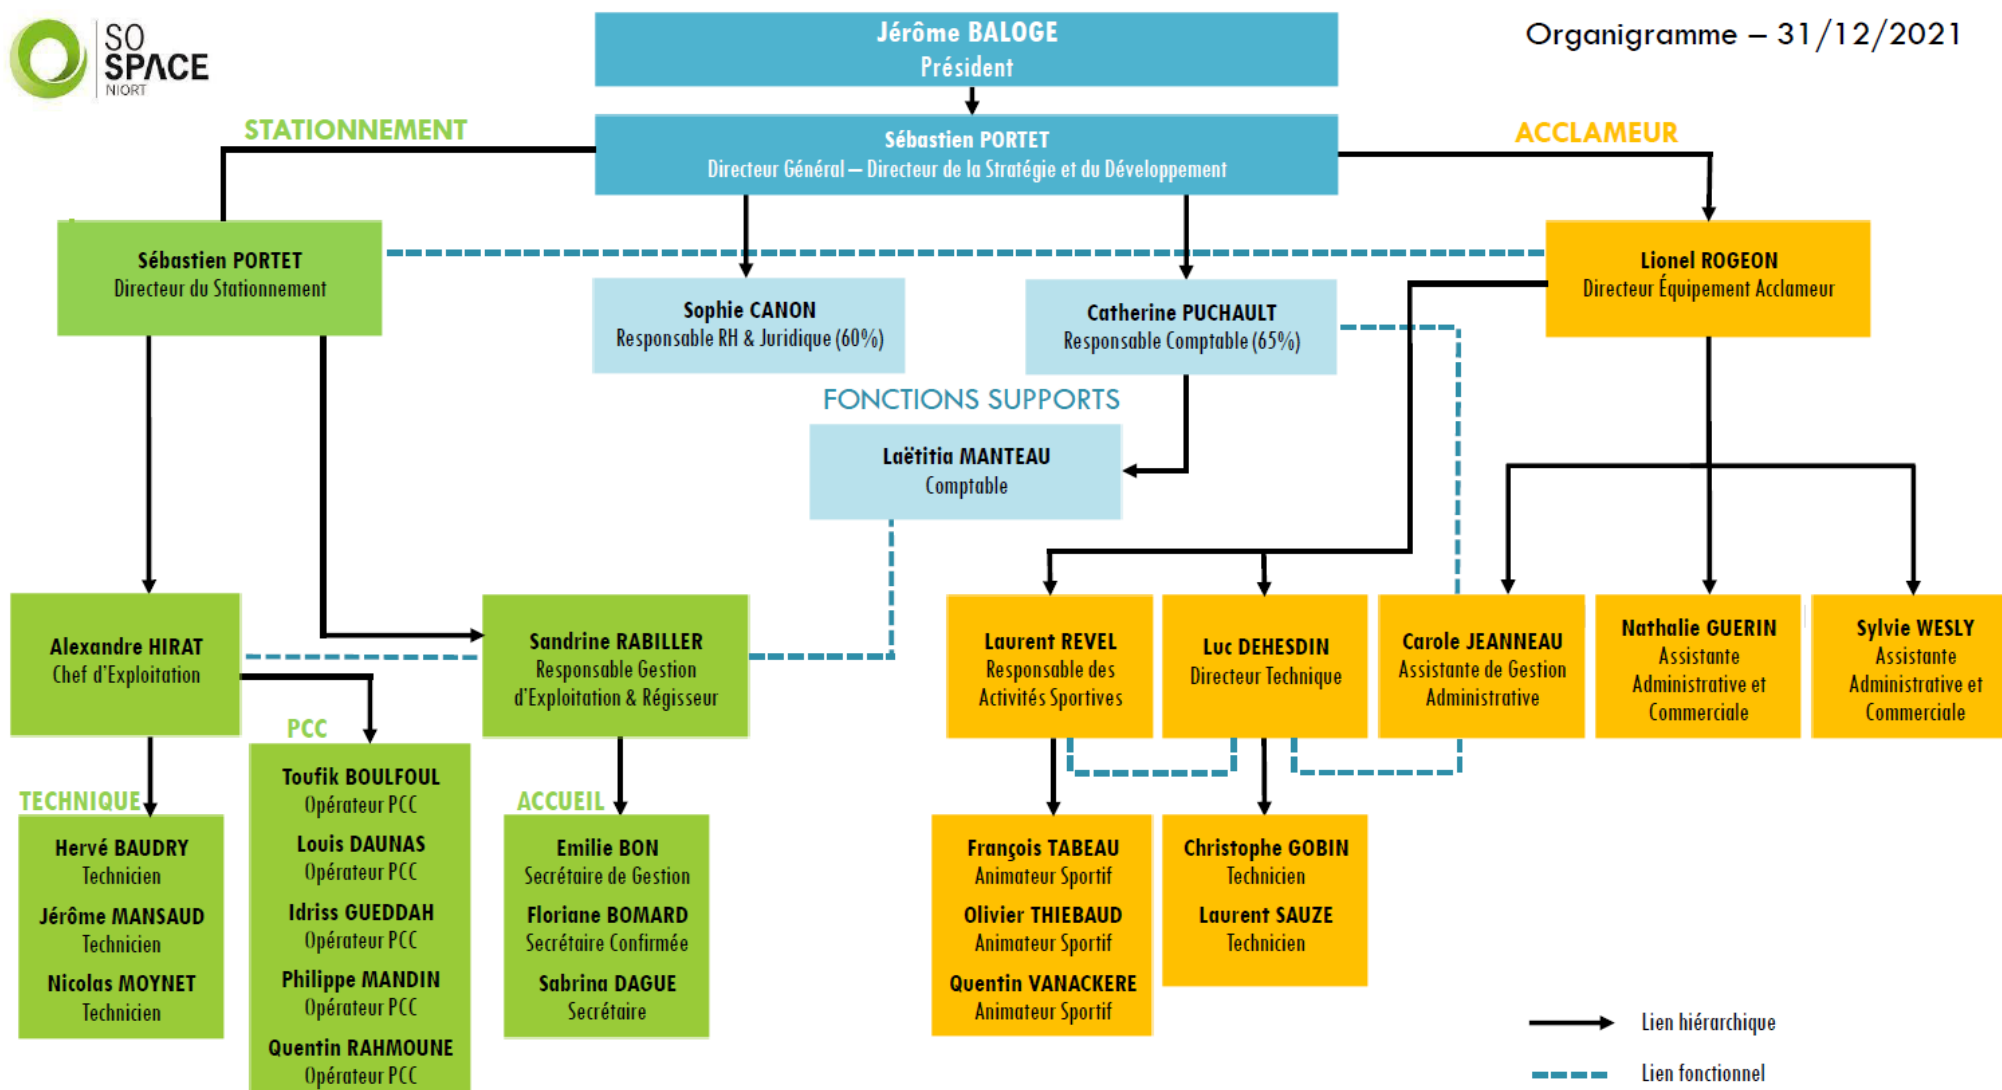 SO
SPACE
NIORT
Jérôme BALOGE
Président
Organigramme – 31/12/2021
STATIONNEMENT
Sébastien PORTET
Directeur Général – Directeur de la Stratégie et du Développement
ACCLAMEUR
Sébastien PORTET
Directeur du Stationnement
Sophie CANON
Responsable RH & Juridique (60%)
Catherine PUCHAULT
Responsable Comptable (65%)
Lionel ROGEON
Directeur Équipement Acclameur
FONCTIONS SUPPORTS
Laëtitia MANTEAU
Comptable
Alexandre HIRAT
Chef d'Exploitation
Sandrine RABILLER
Responsable Gestion
d'Exploitation & Régisseur
Laurent REVEL
Responsable des
Activités Sportives
Luc DEHESDIN
Directeur Technique
Carole JEANNEAU
Assistante de Gestion
Administrative
Nathalie GUERIN
Assistante
Administrative et
Commerciale
Sylvie WESLY
Assistante
Administrative et
Commerciale
TECHNIQUE
Hervé BAUDRY
Technicien
Jérôme MANSAUD
Technicien
Nicolas MOYNET
Technicien
PCC
Toufik BOULFOUL
Opérateur PCC
Louis DAUNAS
Opérateur PCC
Idriss GUEDDAH
Opérateur PCC
Philippe MANDIN
Opérateur PCC
Quentin RAHMOUNE
Opérateur PCC
ACCUEIL
Emilie BON
Secrétaire de Gestion
Floriane BOMARD
Secrétaire Confirmée
Sabrina DAGUE
Secrétaire
François TABEAU
Animateur Sportif
Olivier THIEBAUD
Animateur Sportif
Quentin VANACKERE
Animateur Sportif
Christophe GOBIN
Technicien
Laurent SAUZE
Technicien
Lien hiérarchique
Lien fonctionnel